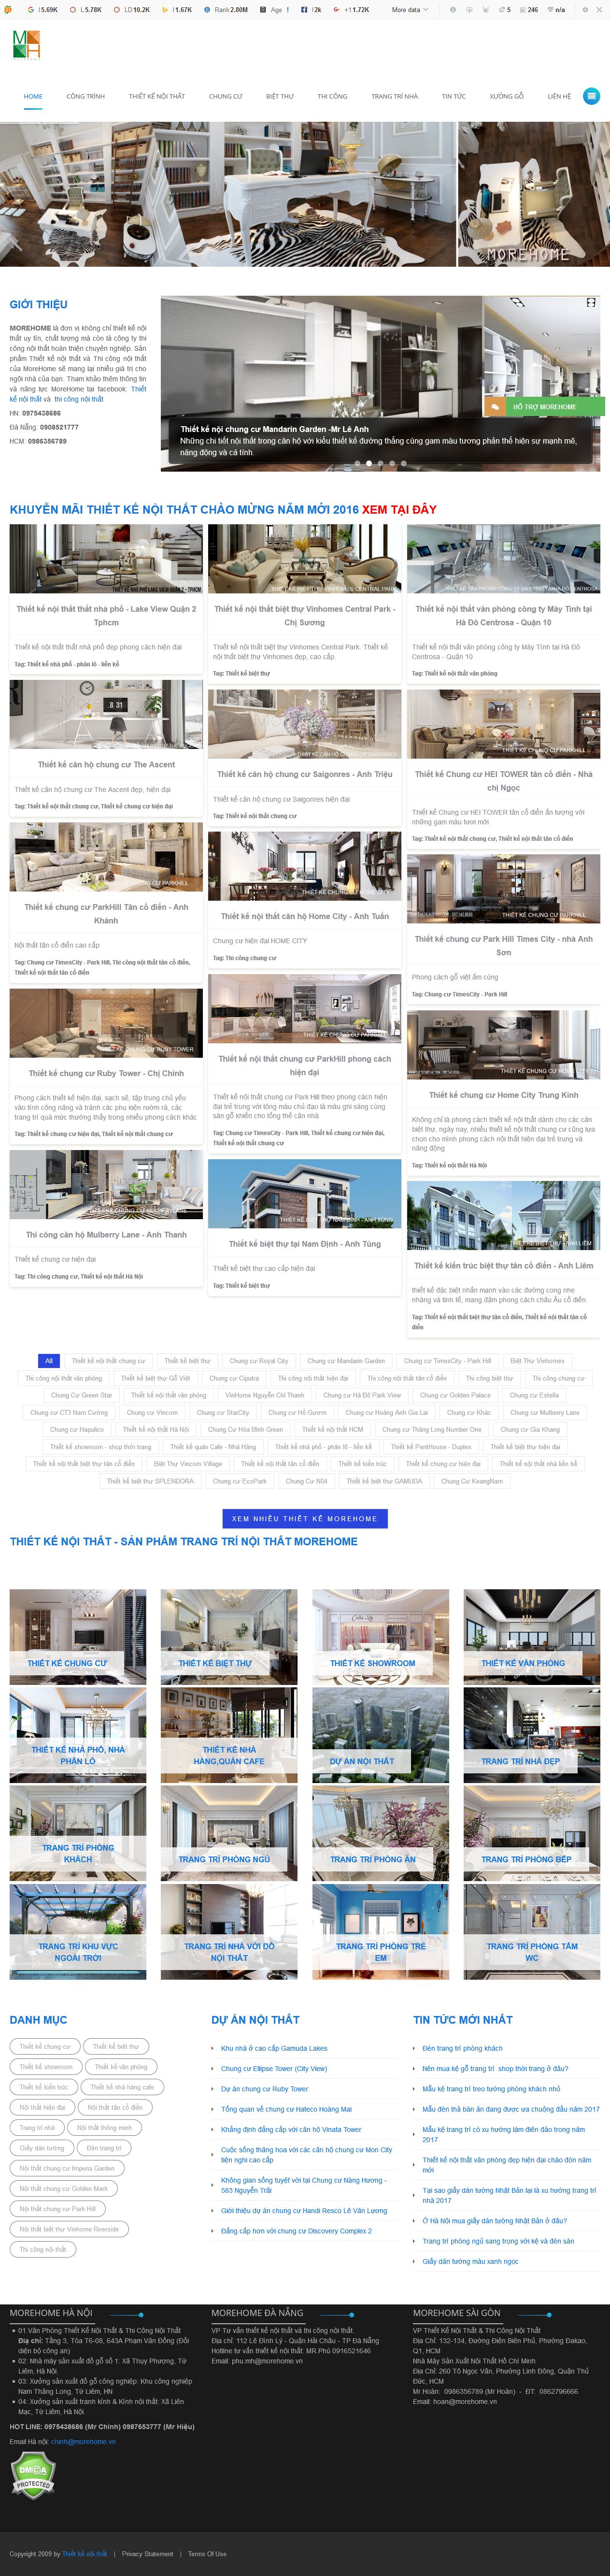 I 5.69K L 5.78K LD 10.2K I 1.67K Rank 2.80M Age I 2k +1 1.72K More data 5 246 n/a
HOME CÔNG TRÌNH THIẾT KẾ NỘI THẤT CHUNG CƯ BIỆT THỰ THI CÔNG TRANG TRÍ NHÀ TIN TỨC XƯỞNG GỖ LIÊN HỆ
MOREHOME
GIỚI THIỆU
MOREHOME là đơn vị không chỉ thiết kế nội
thất uy tín, chất lượng mà còn là công ty thi
công nội thất hoàn thiện chuyên nghiệp. Sản
phẩm Thiết kế nội thất và Thi công nội thất
của MoreHome sẽ mang lại nhiều giá trị cho
ngôi nhà của bạn. Tham khảo thêm thông tin
và năng lực MoreHome tại facebook: Thiết
kế nội thất và thi công nội thất
HN: 0975438686
Đà Nẵng: 0908521777
HCM: 0986356789
HỖ TRỢ MOREHOME
Thiết kế nội chung cư Mandarin Garden -Mr Lê Anh
Những chi tiết nội thất trong căn hộ với kiểu thiết kế đường thẳng cùng gam màu tương phản thể hiện sự mạnh mẽ,
năng động và cá tính.
KHUYẾN MÃI THIẾT KẾ NỘI THẤT CHÀO MỪNG NĂM MỚI 2016 XEM TẠI ĐÂY
Thiết kế nội thất thất nhà phố - Lake View Quận 2
Tphcm
Thiết kế nội thất thất nhà phố đẹp phong cách hiện đại
Tag: Thiết kế nhà phố - phân lô - liền kề
Thiết kế căn hộ chung cư The Ascent
Thiết kế căn hộ chung cư The Ascent đẹp, hiện đại
Tag: Thiết kế nội thất chung cư, Thiết kế chung cư hiện đại
Thiết kế chung cư ParkHill Tân cổ điển - Anh
Khánh
Nội thất tân cổ điển cao cấp
Tag: Chung cư TimesCity - Park Hill, Thi công nội thất tân cổ điển,
Thiết kế nội thất tân cổ điển
THIẾT KẾ CHUNG CƯ RUBY TOWER
Thiết kế chung cư Ruby Tower - Chị Chinh
Phong cách thiết kế hiện đại, sạch sẽ, tập trung chủ yếu
vào tính công năng và tránh các phụ kiện rườm rà, các
trang trí quá mức thường thấy trong nhiều phong cách khác
Tag: Thiết kế chung cư hiện đại, Thiết kế nội thất chung cư
Thi công căn hộ Mulberry Lane - Anh Thanh
Thiết kế chung cư hiện đại
Tag: Thi công chung cư, Thiết kế nội thất Hà Nội
Thiết kế nội thất biệt thự Vinhomes Central Park -
Chị Sương
Thiết kế nội thất biệt thự Vinhomes Central Park. Thiết kế
nội thất biệt thự Vinhomes đẹp, cao cấp.
Tag: Thiết kế biệt thự
Thiết kế căn hộ chung cư Saigonres - Anh Triệu
Thiết kế căn hộ chung cư Saigonres hiện đại
Tag: Thiết kế nội thất chung cư
Thiết kế nội thất căn hộ Home City - Anh Tuấn
Chung cư hiện đại HOME CITY
Tag: Thi công chung cư
THIẾT KẾ CHUNG CƯ PARKHILL
Thiết kế nội thất chung cư ParkHill phong cách
hiện đại
Thiết kế nội thất chung cư Park Hill theo phong cách hiện
đại trẻ trung với tông màu chủ đạo là màu ghi sáng cùng
sàn gỗ khiến cho tổng thể căn nhà
Tag: Chung cư TimesCity - Park Hill, Thiết kế chung cư hiện đại,
Thiết kế nội thất chung cư
Thiết kế biệt thự tại Nam Định - Anh Tùng
Thiết kế biệt thự cao cấp hiện đại
Tag: Thiết kế biệt thự
Thiết kế nội thất văn phòng công ty Máy Tính tại
Hà Đô Centrosa - Quận 10
Thiết kế nội thất văn phòng công ty Máy Tính tại Hà Đô
Centrosa - Quận 10
Tag: Thiết kế nội thất văn phòng
THIẾT KẾ CHUNG CƯ PARKHILL
Thiết kế Chung cư HEI TOWER tân cổ điển - Nhà
chị Ngọc
Thiết kế Chung cư HEI TOWER tân cổ điển ấn tượng với
những gam màu tươi mới
Tag: Thiết kế nội thất chung cư, Thiết kế nội thất tân cổ điển
THIẾT KẾ CHUNG CƯ PARKHILL
Thiết kế chung cư Park Hill Times City - nhà Anh
Sơn
Phong cách gỗ việt ấm cúng
Tag: Chung cư TimesCity - Park Hill
Thiết kế chung cư Home City Trung Kính
Không chỉ là phong cách thiết kế nội thất dành cho các căn
biệt thự, ngày nay, nhiều thiết kế nội thất chung cư cũng lựa
chọn cho mình phong cách nội thất hiện đại trẻ trung và
năng động
Tag: Thiết kế nội thất Hà Nội
Thiết kế kiến trúc biệt thự tân cổ điển - Anh Liêm
thiết kế đặc biệt nhấn mạnh vào các đường cong nhẹ
nhàng và tinh tế, mang đậm phong cách châu Âu cổ điển.
Tag: Thiết kế nội thất biệt thự tân cổ điển, Thiết kế nội thất tân cổ
điển
All Thiết kế nội thất chung cư Thiết kế biệt thự Chung cư Royal City Chung cư Mandarin Garden Chung cư TimesCity - Park Hill Biệt Thự Vinhomes
Thi công nội thất văn phòng Thiết kế biệt thự Gỗ Việt Chung cư Ciputra Thi công nội thất hiện đại Thi công nội thất tân cổ điển Thi công biệt thự Thi công chung cư
Chung Cư Green Star Thiết kế nội thất văn phòng VinHome Nguyễn Chí Thanh Chung cư Hà Đô Park View Chung cư Golden Palace Chung cư Estella
Chung cư CT3 Nam Cường Chung cư Vincom Chung cư StarCity Chung cư Hồ Gươm Chung cư Hoàng Anh Gia Lai Chung cư Khác Chung cư Mulberry Lane
Chung cư Hapulico Thiết kế nội thất Hà Nội Chung Cư Hòa Bình Green Thiết kế nội thất HCM Chung cư Thăng Long Number One Chung cư Gia Khang
Thiết kế showroom - shop thời trang Thiết kế quán Cafe - Nhà Hàng Thiết kế nhà phố - phân lô - liền kề Thiết kế PentHouse - Duplex Thiết kế biệt thự hiện đại
Thiết kế nội thất biệt thự tân cổ điển Biệt Thự Vincom Village Thiết kế nội thất tân cổ điển Thiết kế kiến trúc Thiết kế chung cư hiện đại Thiết kế nội thất nhà liền kề
Thiết kế biệt thự SPLENDORA Chung cư EcoPark Chung Cư N04 Thiết kế biệt thự GAMUDA Chung Cư KeangNam
XEM NHIỀU THIẾT KẾ MOREHOME
THIẾT KẾ NỘI THẤT - SẢN PHẨM TRANG TRÍ NỘI THẤT MOREHOME
THIẾT KẾ CHUNG CƯ THIẾT KẾ BIỆT THỰ THIẾT KẾ SHOWROOM THIẾT KẾ VĂN PHÒNG
THIẾT KẾ NHÀ PHỐ, NHÀ
PHÂN LÔ
THIẾT KẾ NHÀ
HÀNG,QUÁN CAFE
DỰ ÁN NỘI THẤT TRANG TRÍ NHÀ ĐẸP
TRANG TRÍ PHÒNG
KHÁCH
TRANG TRÍ PHÒNG NGỦ TRANG TRÍ PHÒNG ĂN TRANG TRÍ PHÒNG BẾP
TRANG TRÍ KHU VỰC
NGOÀI TRỜI
TRANG TRÍ NHÀ VỚI ĐỒ
NỘI THẤT
TRANG TRÍ PHÒNG TRẺ
EM
TRANG TRÍ PHÒNG TẮM
WC
DANH MỤC
Thiết kế chung cư Thiết kế biệt thự
Thiết kế showroom Thiết kế văn phòng
Thiết kế kiến trúc Thiết kế nhà hàng cafe
Nội thất hiện đại Nội thất tân cổ điển
Trang trí nhà Nội thất thông minh
Giấy dán tường Đèn trang trí
Nội thất chung cư Imperia Garden
Nội thất chung cư Golden Mark
Nội thất chung cư Park Hill
Nội thất biệt thự Vinhome Riverside
Thi công nội thất
DỰ ÁN NỘI THẤT
Khu nhà ở cao cấp Gamuda Lakes
Chung cư Ellipse Tower (City View)
Dự án chung cư Ruby Tower
Tổng quan về chung cư Hateco Hoàng Mai
Khẳng định đẳng cấp với căn hộ Vinata Tower
Cuộc sống thăng hoa với các căn hộ chung cư Mon City
tiện nghi cao cấp
Không gian sống tuyệt vời tại Chung cư Năng Hương -
583 Nguyễn Trãi
Giới thiệu dự án chung cư Handi Resco Lê Văn Lương
Đẳng cấp hơn với chung cư Discovery Complex 2
TIN TỨC MỚI NHẤT
Đèn trang trí phòng khách
Nên mua kệ gỗ trang trí shop thời trang ở đâu?
Mẫu kệ trang trí treo tường phòng khách nhỏ
Mẫu đèn thả bàn ăn đang được ưa chuộng đầu năm 2017
Mẫu kệ trang trí có xu hướng làm điên đảo trong năm
2017
Thiết kế nội thất văn phòng đẹp hiện đại chào đón năm
mới
Tại sao giấy dán tường Nhật Bản lại là xu hướng trang trí
nhà 2017
Ở Hà Nội mua giấy dán tường Nhật Bản ở đâu?
Trang trí phòng ngủ sang trọng với kệ và đèn sàn
Giấy dán tường màu xanh ngọc
MOREHOME HÀ NỘI
01 Văn Phòng Thiết Kế Nội Thất & Thi Công Nội Thất
Địa chỉ: Tầng 3, Tòa T6-08, 643A Phạm Văn Đồng (Đối
diện bộ công an)
02: Nhà máy sản xuất đồ gỗ số 1: Xã Thụy Phương, Từ
Liêm, Hà Nội.
03: Xưởng sản xuất đồ gỗ công nghiệp: Khu công nghiệp
Nam Thăng Long, Từ Liêm, HN
04: Xưởng sản xuất tranh kính & Kính nội thất: Xã Liên
Mạc, Từ Liêm, Hà Nội.
HOT LINE: 0975438686 (Mr Chinh) 0987653777 (Mr Hiệu)
Email Hà nội: chinh@morehome.vn
DMCA
PROTECTED
MOREHOME ĐÀ NẴNG
VP Tư vấn thiết kế nội thất và thi công nội thất.
Địa chỉ: 112 Lê Đình Lý - Quận Hải Châu - TP Đà Nẵng
Hotline tư vấn thiết kế nội thất: MR.Phú 0916521646
Email: phu.mh@morehome.vn
MOREHOME SÀI GÒN
VP Thiết Kế Nội Thất & Thi Công Nội Thất
Địa Chỉ: 132-134, Đường Điện Biên Phủ, Phường Đakao,
Q1, HCM
Nhà Máy Sản Xuất Nội Thất Hồ Chí Minh
Địa Chỉ: 260 Tô Ngọc Vân, Phường Linh Đông, Quận Thủ
Đức, HCM
Mr Hoàn: 0986356789 (Mr Hoàn) - ĐT: 0862796666
Email: hoan@morehome.vn
Copyright 2009 by Thiết kế nội thất | Privacy Statement | Terms Of Use